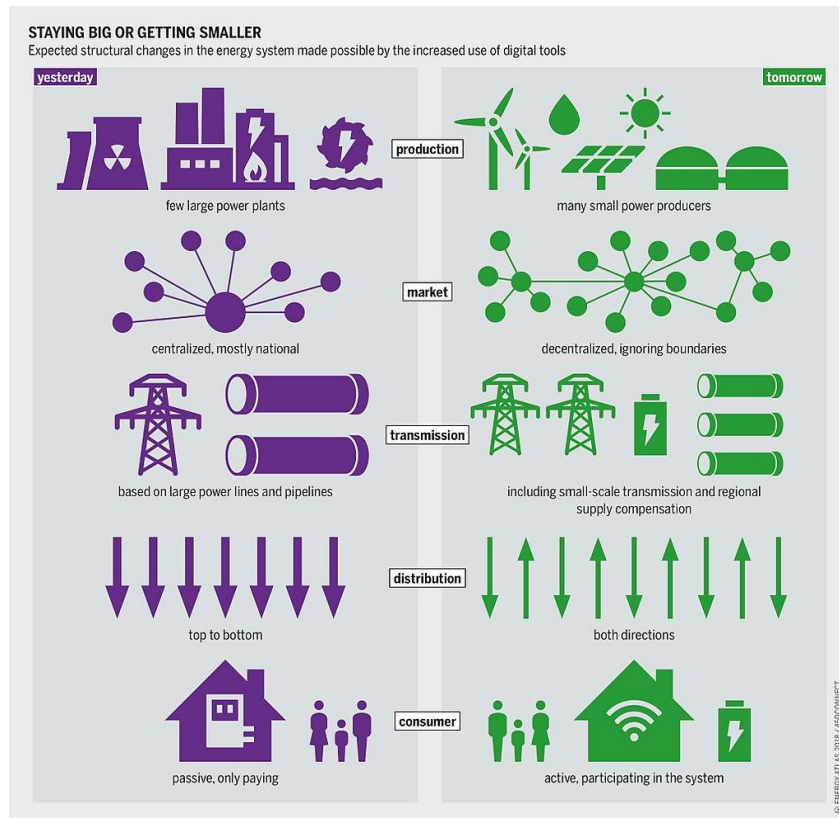 STAYING BIG OR GETTING SMALLER
Expected structural changes in the energy system made possible by the increased use of digital tools
yesterday
tomorrow
production
few large power plants
many small power producers
market
centralized, mostly national
decentralized, ignoring boundaries
transmission
based on large power lines and pipelines
including small-scale transmission and regional
supply compensation
distribution
top to bottom
both directions
consumer
passive, only paying
active, participating in the system
© ENERGY ATLAS 2018 / 450CONNECT